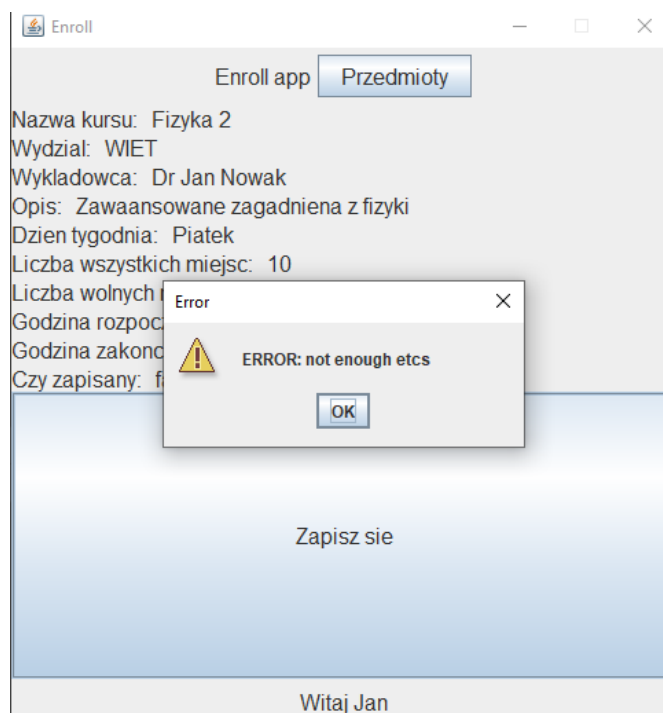 Enroll
Enroll app Przedmioty
Nazwa kursu: Fizyka 2
Wydzial: WIET
Wykladowca: Dr Jan Nowak
Opis: Zawaansowane zagadniena z fizyki
Dzien tygodnia: Piatek
Liczba wszystkich miejsc: 10
Liczba wolnych
Godzina
Godzina
Czy zapisany:
Error
ERROR: not enough etcs
OK
Zapisz sie
Witaj Jan